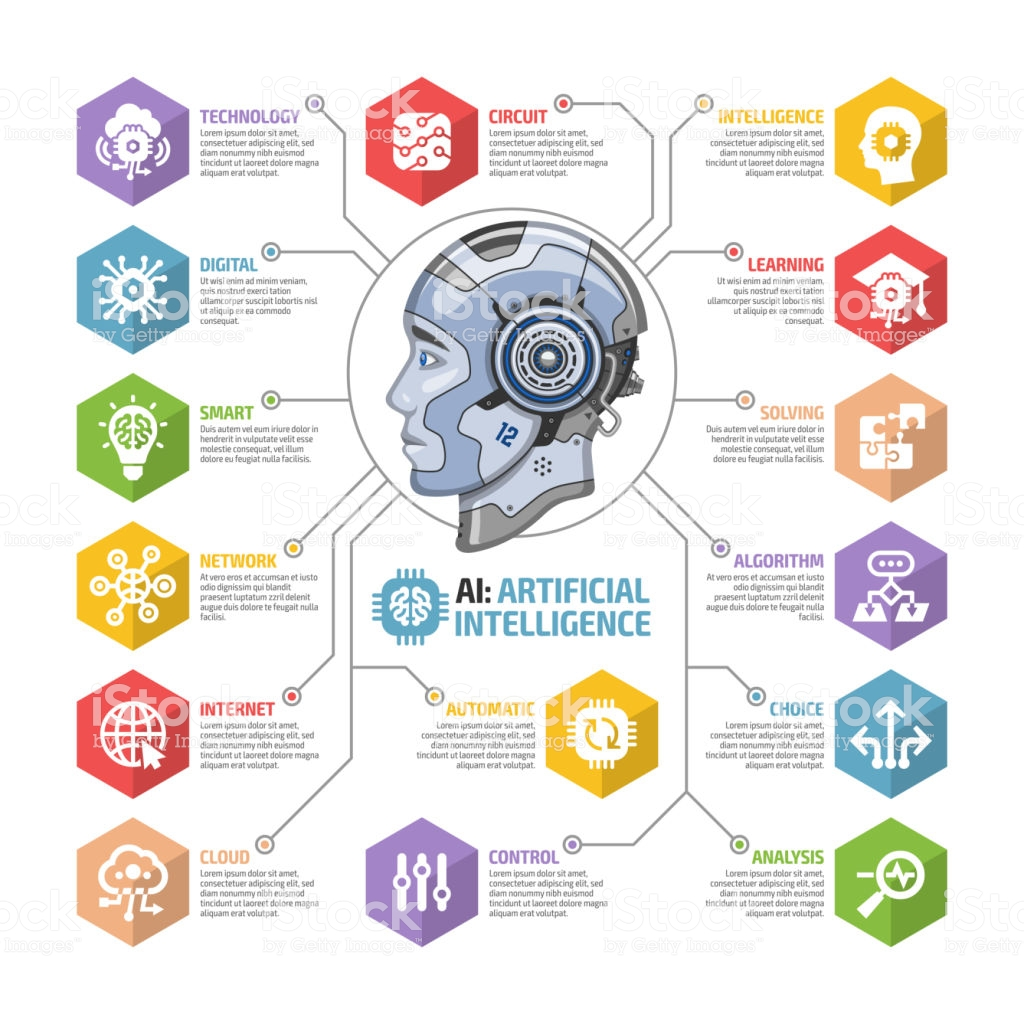 TECHNOLOGY
Lorem ipsum dolor sit amet,
consectetuer adipiscing elit, sed
diam nonummy nibh euismod
tincidunt ut laoreet dolore magna
aliquam erat volutpat.
CIRCUIT
Lorem ipsum dolor sit amet,
consectetuer adipiscing elit, sed
diam nonummy nibh euismod
tincidunt ut laoreet dolore magna
aliquam erat volutpat.
INTELLIGENCE
Lorem ipsum dolor sit amet,
consectetuer adipiscing elit, sed
diam nonummy nibh euismod
tincidunt ut laoreet dolore magna
aliquam erat volutpat.
DIGITAL
Ut wisi enim ad minim veniam,
quis nostrud exerci tation
ullamcorper suscipit lobortis nisl
ut aliquip ex ea commodo
consequat.
LEARNING
Ut wisi enim ad minim veniam,
quis nostrud exerci tation
ullamcorper suscipit lobortis nisl
ut aliquip ex ea commodo
consequat.
SMART
Duis autem vel eum iriure dolor in
hendrerit in vulputate velit esse
molestie consequat, vel illum
dolore eu feugiat nulla facilisis.
SOLVING
Duis autem vel eum iriure dolor in
hendrerit in vulputate velit esse
molestie consequat, vel illum
dolore eu feugiat nulla facilisis.
12
NETWORK
At vero eros et accumsan et iusto
odio dignissim qui blandit
praesent luptatum zzril delenit
augue duis dolore te feugait nulla
facilisi.
ALGORITHM
At vero eros et accumsan et iusto
odio dignissim qui blandit
praesent luptatum zzril delenit
augue duis dolore te feugait nulla
facilisi.
AI: ARTIFICIAL
INTELLIGENCE
INTERNET
Lorem ipsum dolor sit amet,
consectetuer adipiscing elit, sed
diam nonummy nibh euismod
tincidunt ut laoreet dolore magna
aliquam erat volutpat.
AUTOMATIC
Lorem ipsum dolor sit amet,
consectetuer adipiscing elit, sed
diam nonummy nibh euismod
tincidunt ut laoreet dolore magna
aliquam erat volutpat.
CHOICE
Lorem ipsum dolor sit amet,
consectetuer adipiscing elit, sed
diam nonummy nibh euismod
tincidunt ut laoreet dolore magna
aliquam erat volutpat.
CLOUD
Lorem ipsum dolor sit amet,
consectetuer adipiscing elit, sed
diam nonummy nibh euismod
tincidunt ut laoreet dolore magna
aliquam erat volutpat.
CONTROL
Lorem ipsum dolor sit amet,
consectetuer adipiscing elit, sed
diam nonummy nibh euismod
tincidunt ut laoreet dolore magna
aliquam erat volutpat.
ANALYSIS
Lorem ipsum dolor sit amet,
consectetuer adipiscing elit, sed
diam nonummy nibh euismod
tincidunt ut laoreet dolore magna
aliquam erat volutpat.
iStock
by Getty Images